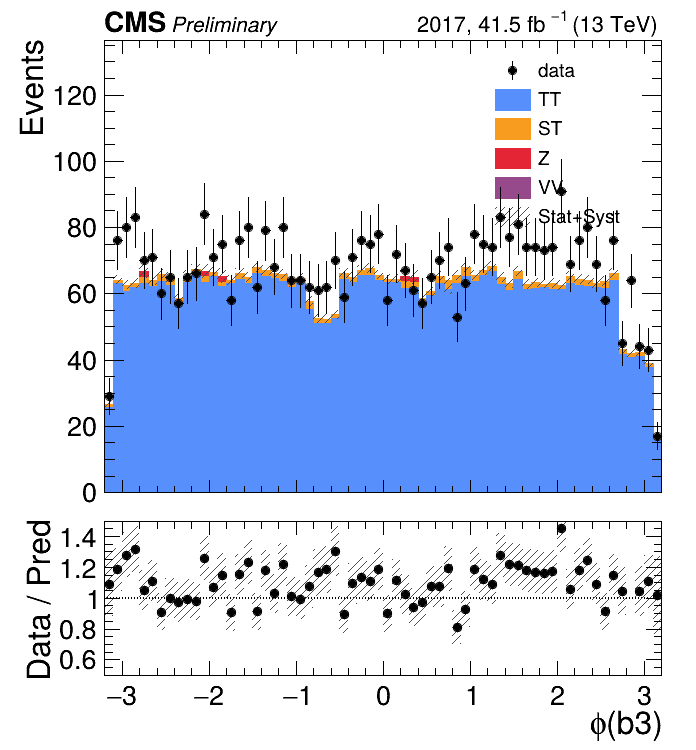 CMS Preliminary 2017, 41.5 fb⁻¹ (13 TeV)
Events
data
TT
ST
Z
VV
Stat+Syst
120
100
80
60
40
20
0
Data / Pred
1.4
1.2
1
0.8
0.6
−3 −2 −1 0 1 2 3
ϕ(b3)